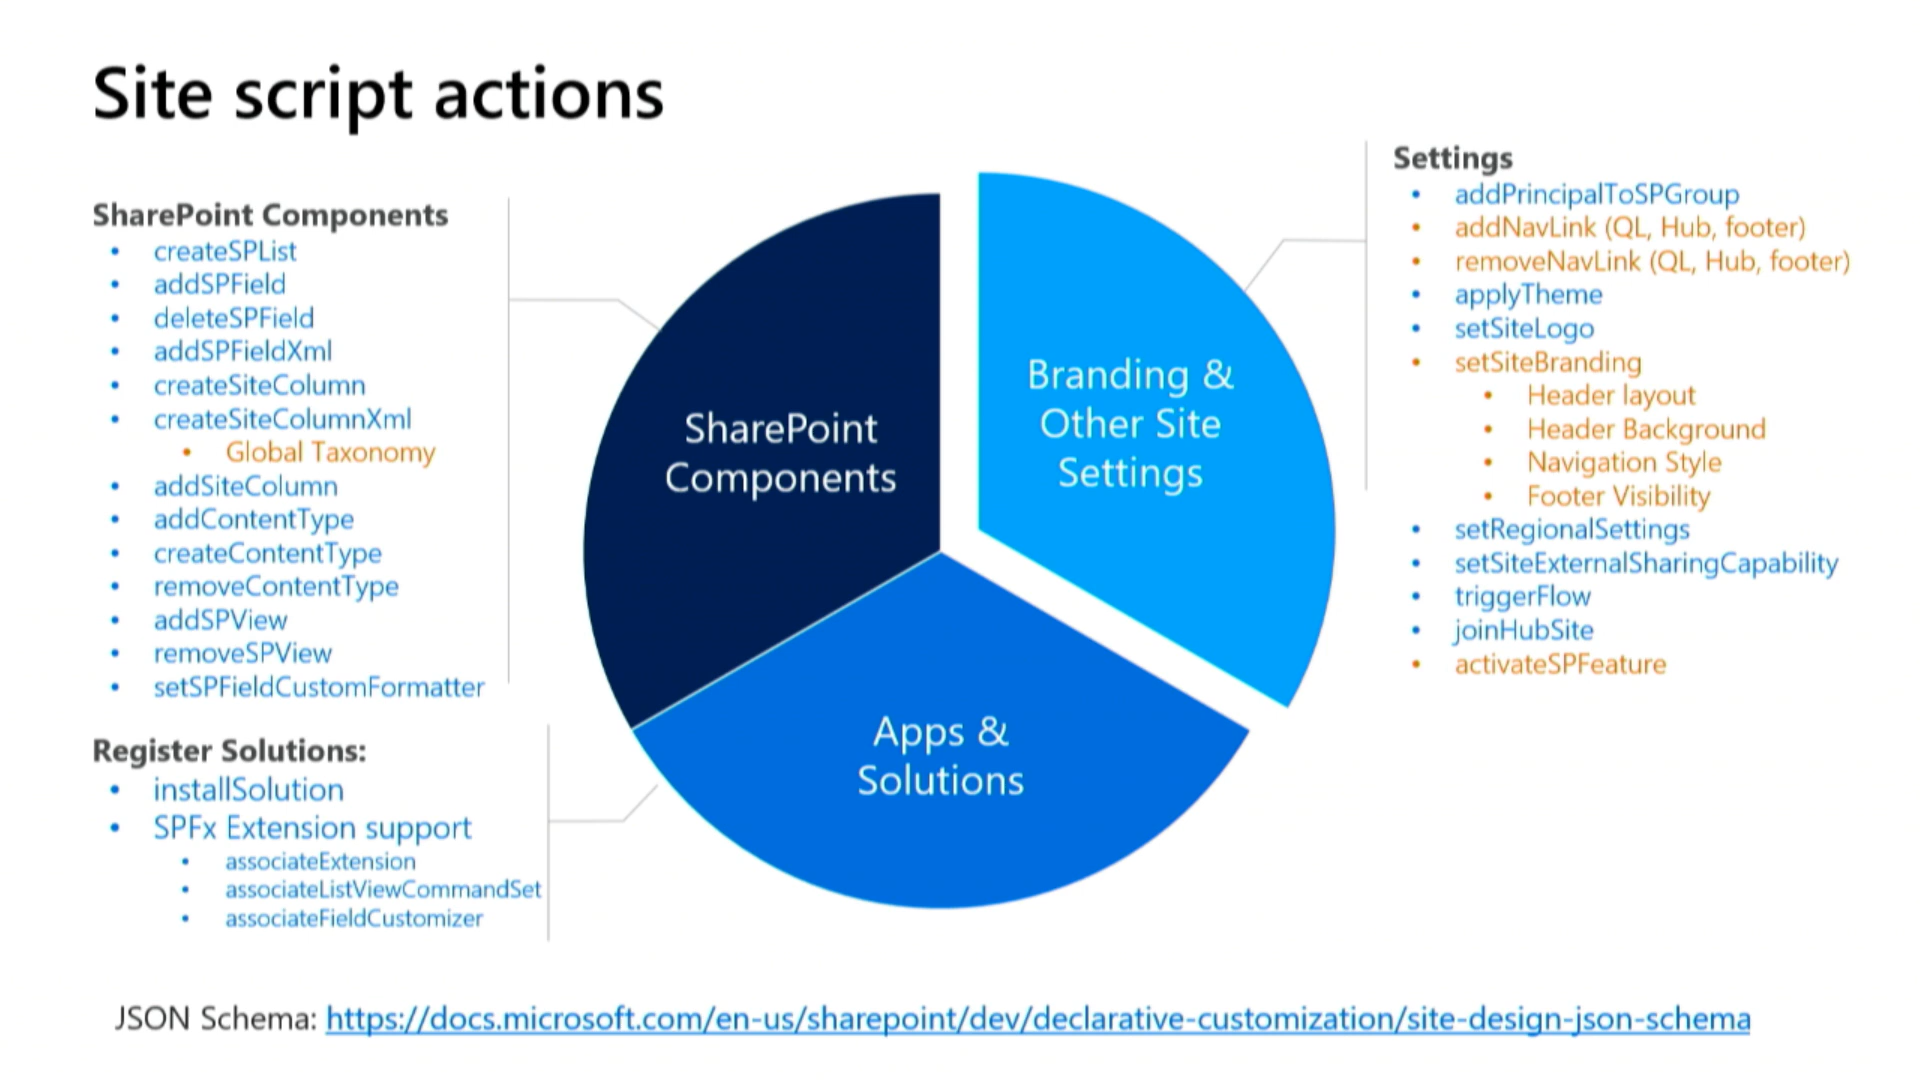 Site script actions
SharePoint Components
createSPList
addSPField
deleteSPField
addSPFieldXml
createSiteColumn
createSiteColumnXml
Global Taxonomy
addSiteColumn
addContentType
createContentType
removeContentType
addSPView
removeSPView
setSPFieldCustomFormatter
Register Solutions:
installSolution
SPFx Extension support
associateExtension
associateListViewCommandSet
associateFieldCustomizer
SharePoint
Components
Branding &
Other Site
Settings
Apps &
Solutions
Settings
addPrincipalToSPGroup
addNavLink (QL, Hub, footer)
removeNavLink (QL, Hub, footer)
applyTheme
setSiteLogo
setSiteBranding
Header layout
Header Background
Navigation Style
Footer Visibility
setRegionalSettings
setSiteExternalSharingCapability
triggerFlow
joinHubSite
activateSPFeature
JSON Schema: https://docs.microsoft.com/en-us/sharepoint/dev/declarative-customization/site-design-json-schema